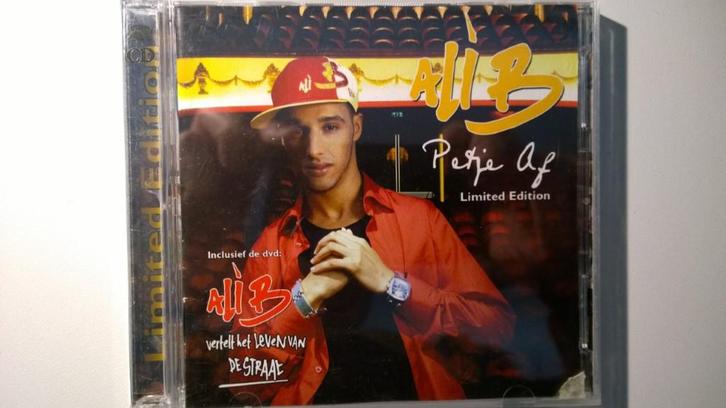 CD
Limited Edition
ALi B
ALi B
Petje Af
Limited Edition
Inclusief de dvd:
ALi B
vertelt het LEVEN VAN
DE STRAAT